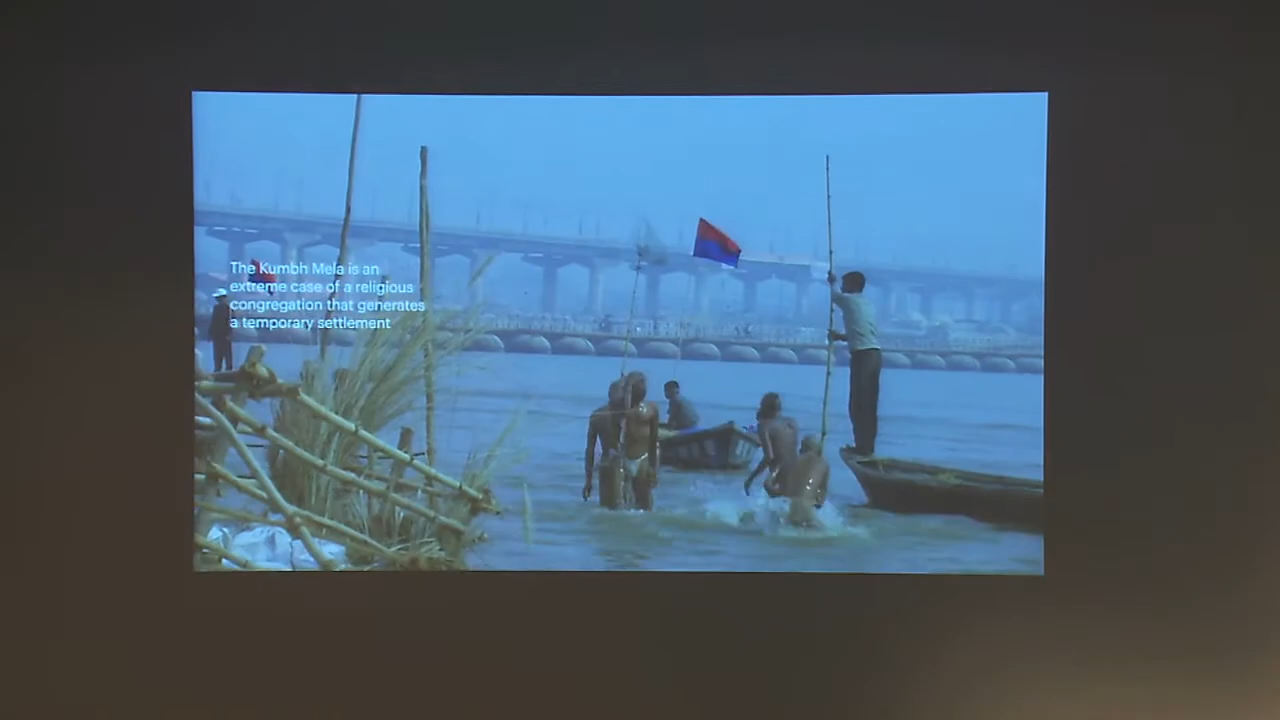 The Kumbh Mela is an
extreme case of a religious
congregation that generates
a temporary settlement